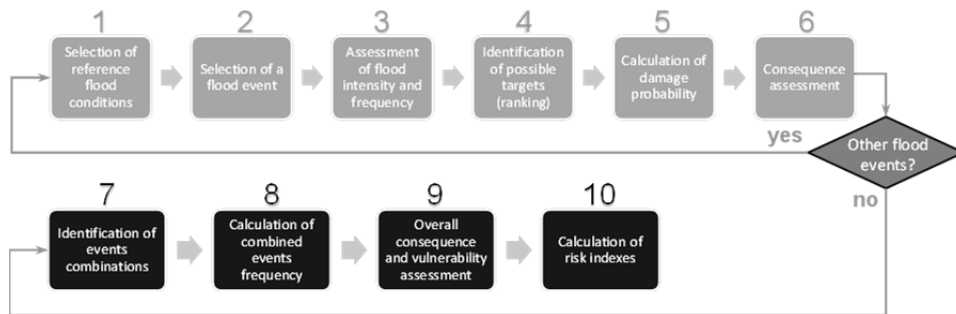 1 2 3 4 5 6
Selection of
reference
flood
conditions
Selection of a
flood event
Assessment
of flood
intensity and
frequency
Identification
of possible
targets
(ranking)
Calculation of
damage
probability
Consequence
assessment
yes
Other flood
events?
no
7 8 9 10
Identification of
events
combinations
Calculation of
combined
events
frequency
Overall
consequence
and vulnerability
assessment
Calculation of
risk indexes